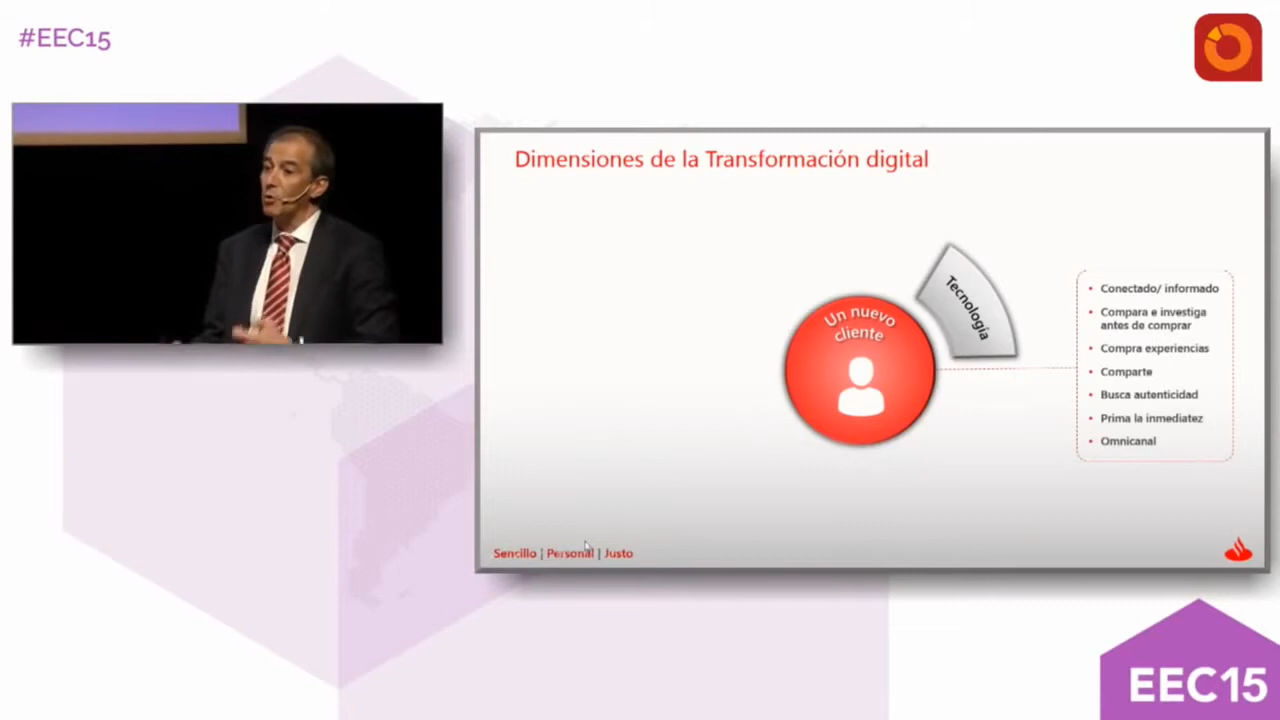 #EEC15
Dimensiones de la Transformación digital
Tecnología
Un nuevo
cliente
• Conectado/ informado
• Compara e investiga
antes de comprar
• Compra experiencias
• Comparte
• Busca autenticidad
• Prima la inmediatez
• Omnicanal
Sencillo | Personal | Justo
EEC15